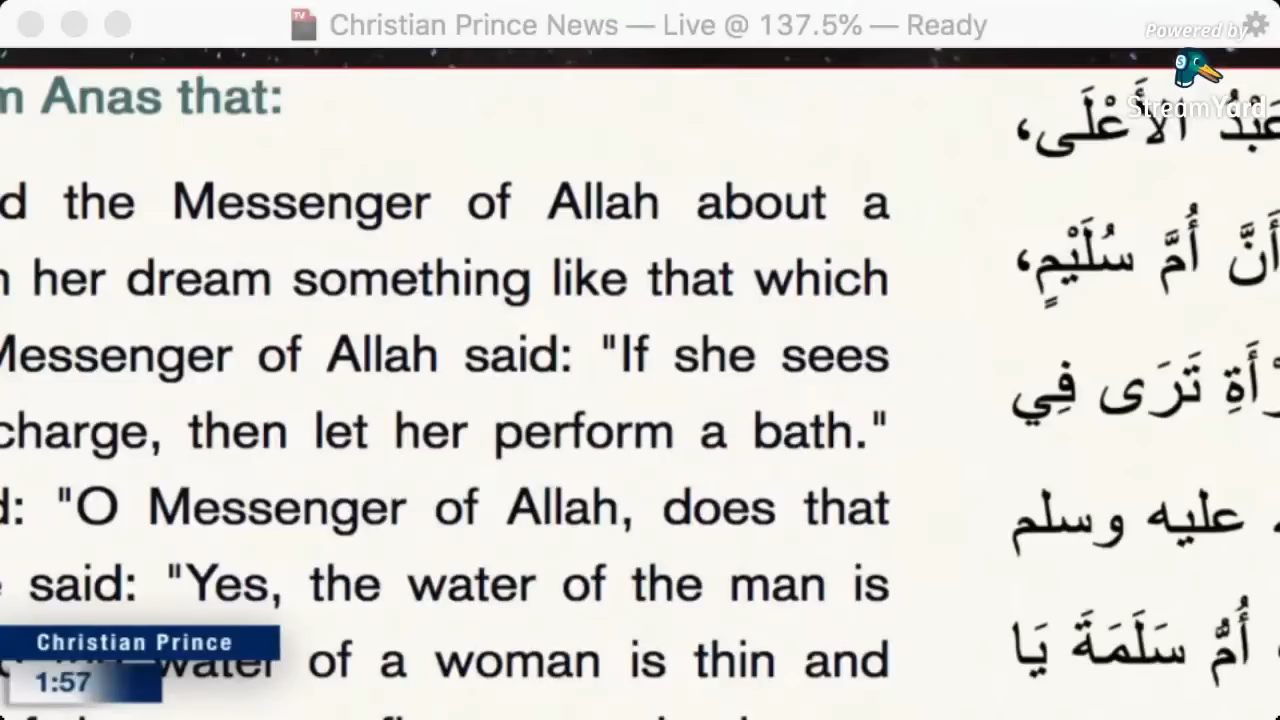 Christian Prince News — Live @ 137.5% — Ready
Powered by
StreamYard
m Anas that:
d the Messenger of Allah about a
n her dream something like that which
Messenger of Allah said: "If she sees
charge, then let her perform a bath."
d: "O Messenger of Allah, does that
e said: "Yes, the water of the man is
water of a woman is thin and
عَبْدُ الأَعْلَى،
أَنَّ أُمَّ سُلَيْمٍ،
رْأَةِ تَرَى فِي
عليه وسلم
أُمُّ سَلَمَةَ يَا
Christian Prince
1:57